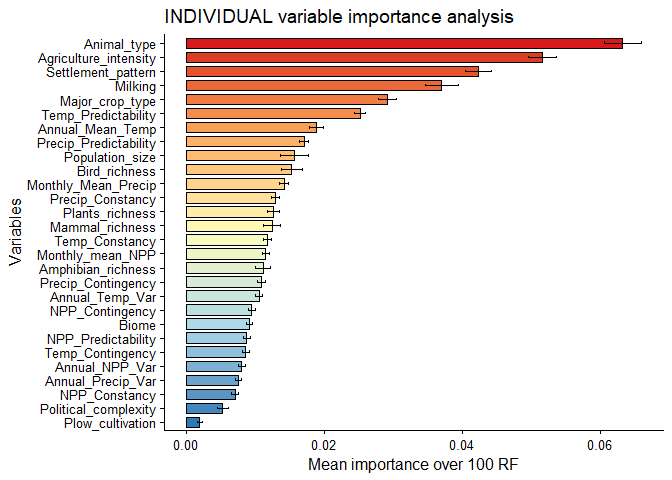 INDIVIDUAL variable importance analysis
Variables
Animal_type
Agriculture_intensity
Settlement_pattern
Milking
Major_crop_type
Temp_Predictability
Annual_Mean_Temp
Precip_Predictability
Population_size
Bird_richness
Monthly_Mean_Precip
Precip_Constancy
Plants_richness
Mammal_richness
Temp_Constancy
Monthly_mean_NPP
Amphibian_richness
Precip_Contingency
Annual_Temp_Var
NPP_Contingency
Biome
NPP_Predictability
Temp_Contingency
Annual_NPP_Var
Annual_Precip_Var
NPP_Constancy
Political_complexity
Plow_cultivation
0.00 0.02 0.04 0.06
Mean importance over 100 RF